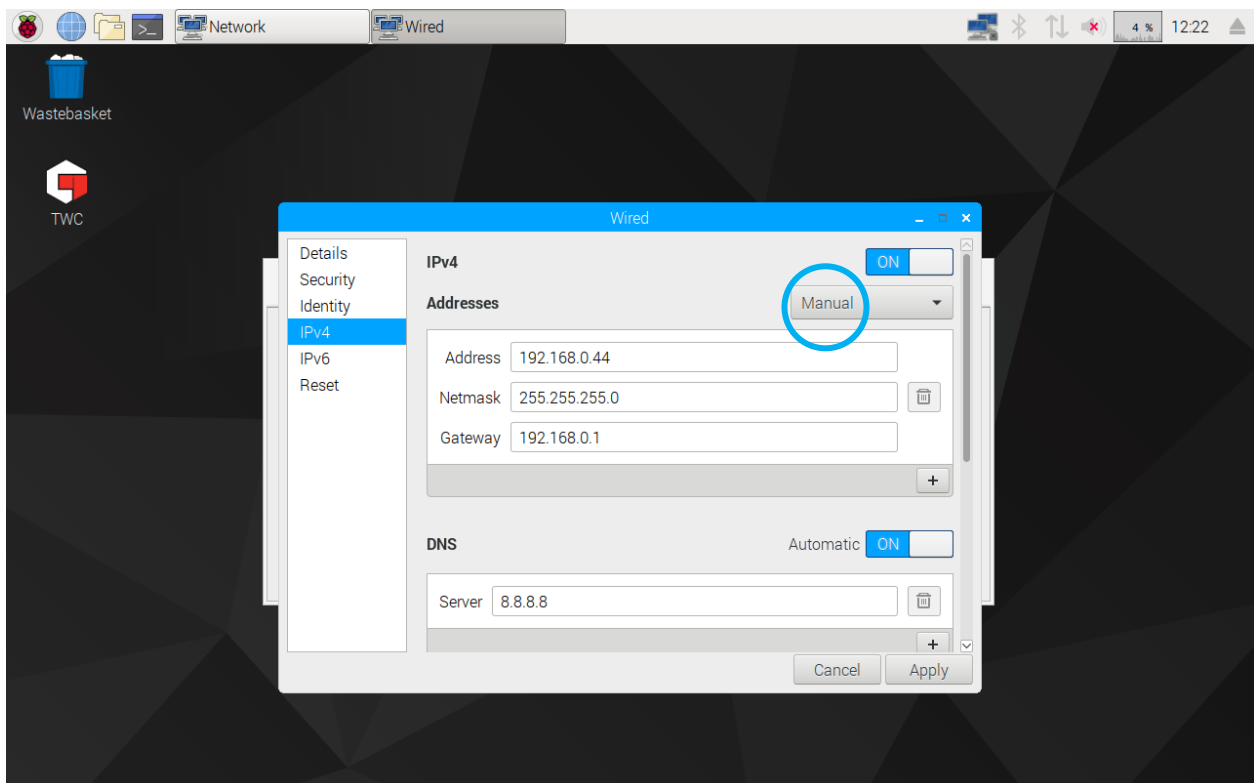 Network
Wired
4 %
12:22
Wastebasket
TWC
Wired
Details
Security
Identity
IPv4
IPv6
Reset
IPv4
ON
Addresses
Manual
Address 192.168.0.44
Netmask 255.255.255.0
Gateway 192.168.0.1
+
DNS
Automatic ON
Server 8.8.8.8
+
Cancel
Apply